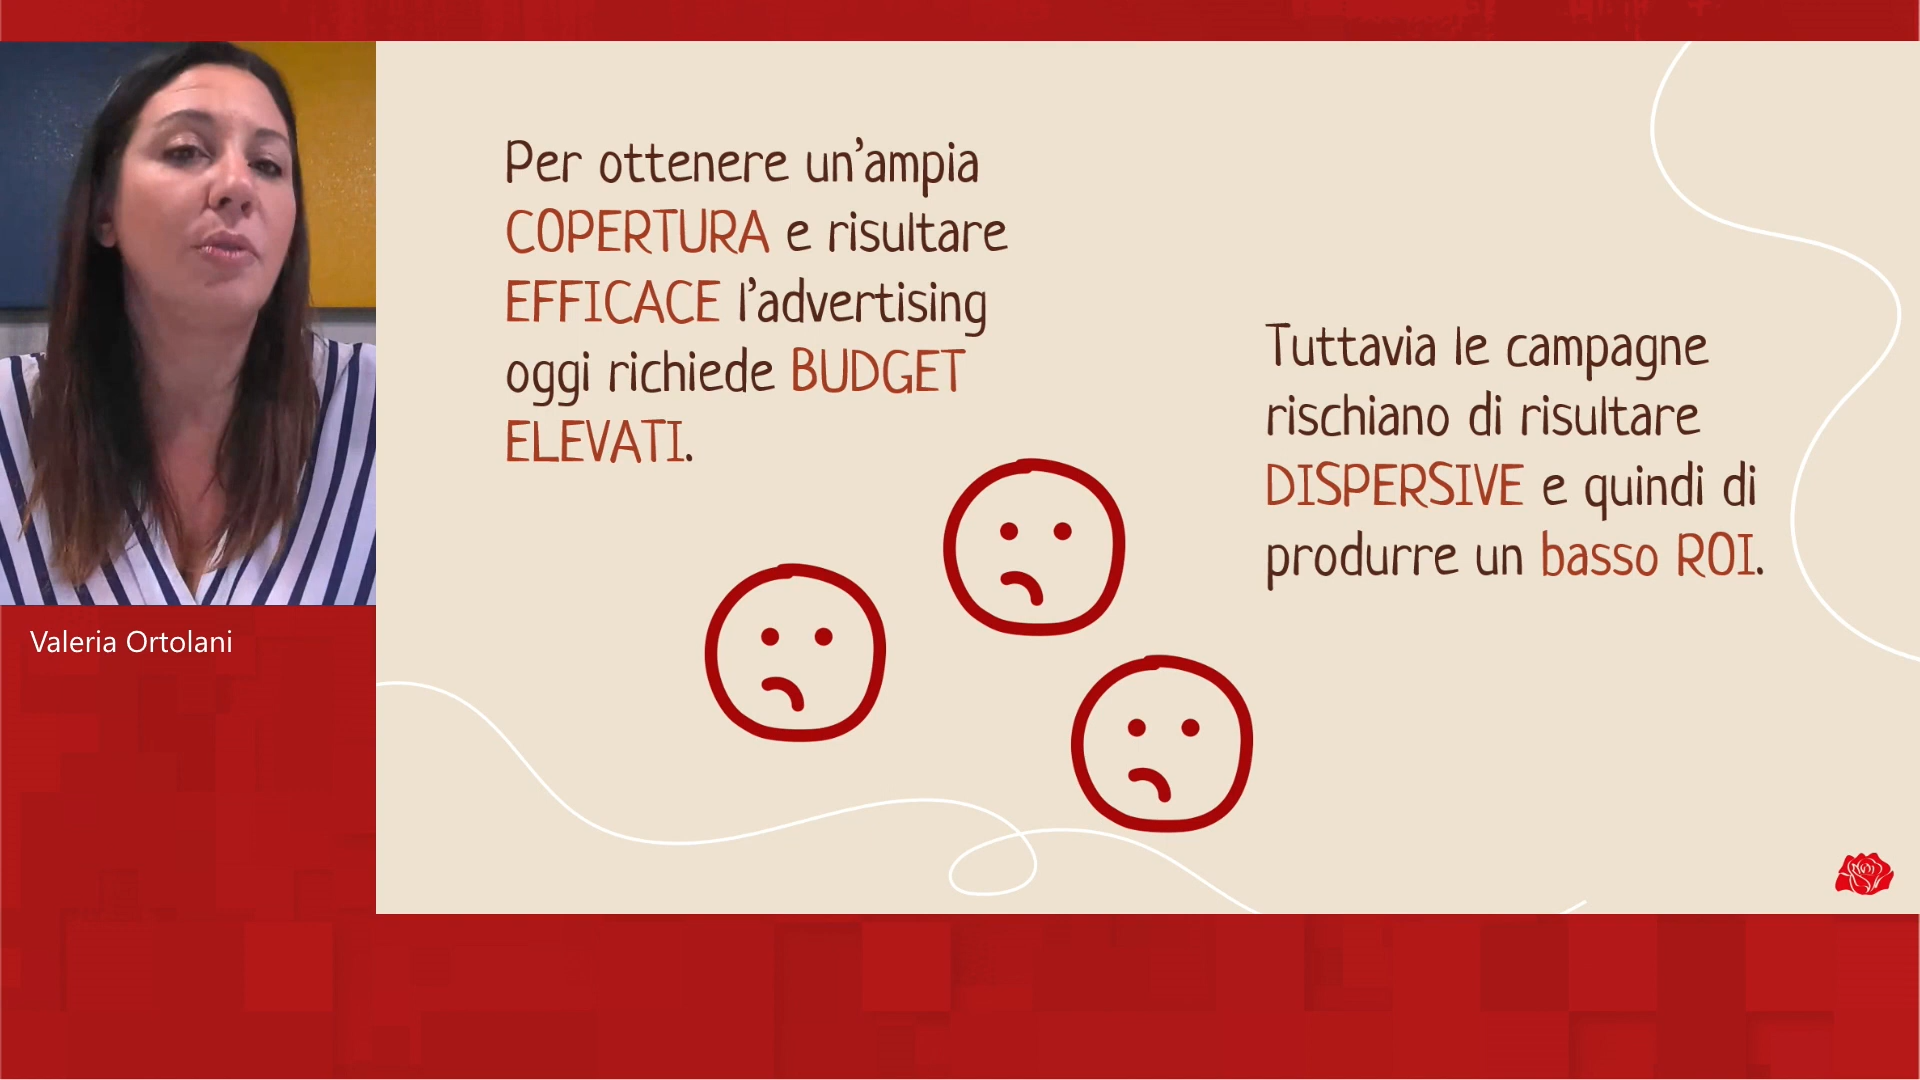 Per ottenere un’ampia
COPERTURA e risultare
EFFICACE l’advertising
oggi richiede BUDGET
ELEVATI.
Tuttavia le campagne
rischiano di risultare
DISPERSIVE e quindi di
produrre un basso ROI.
Valeria Ortolani